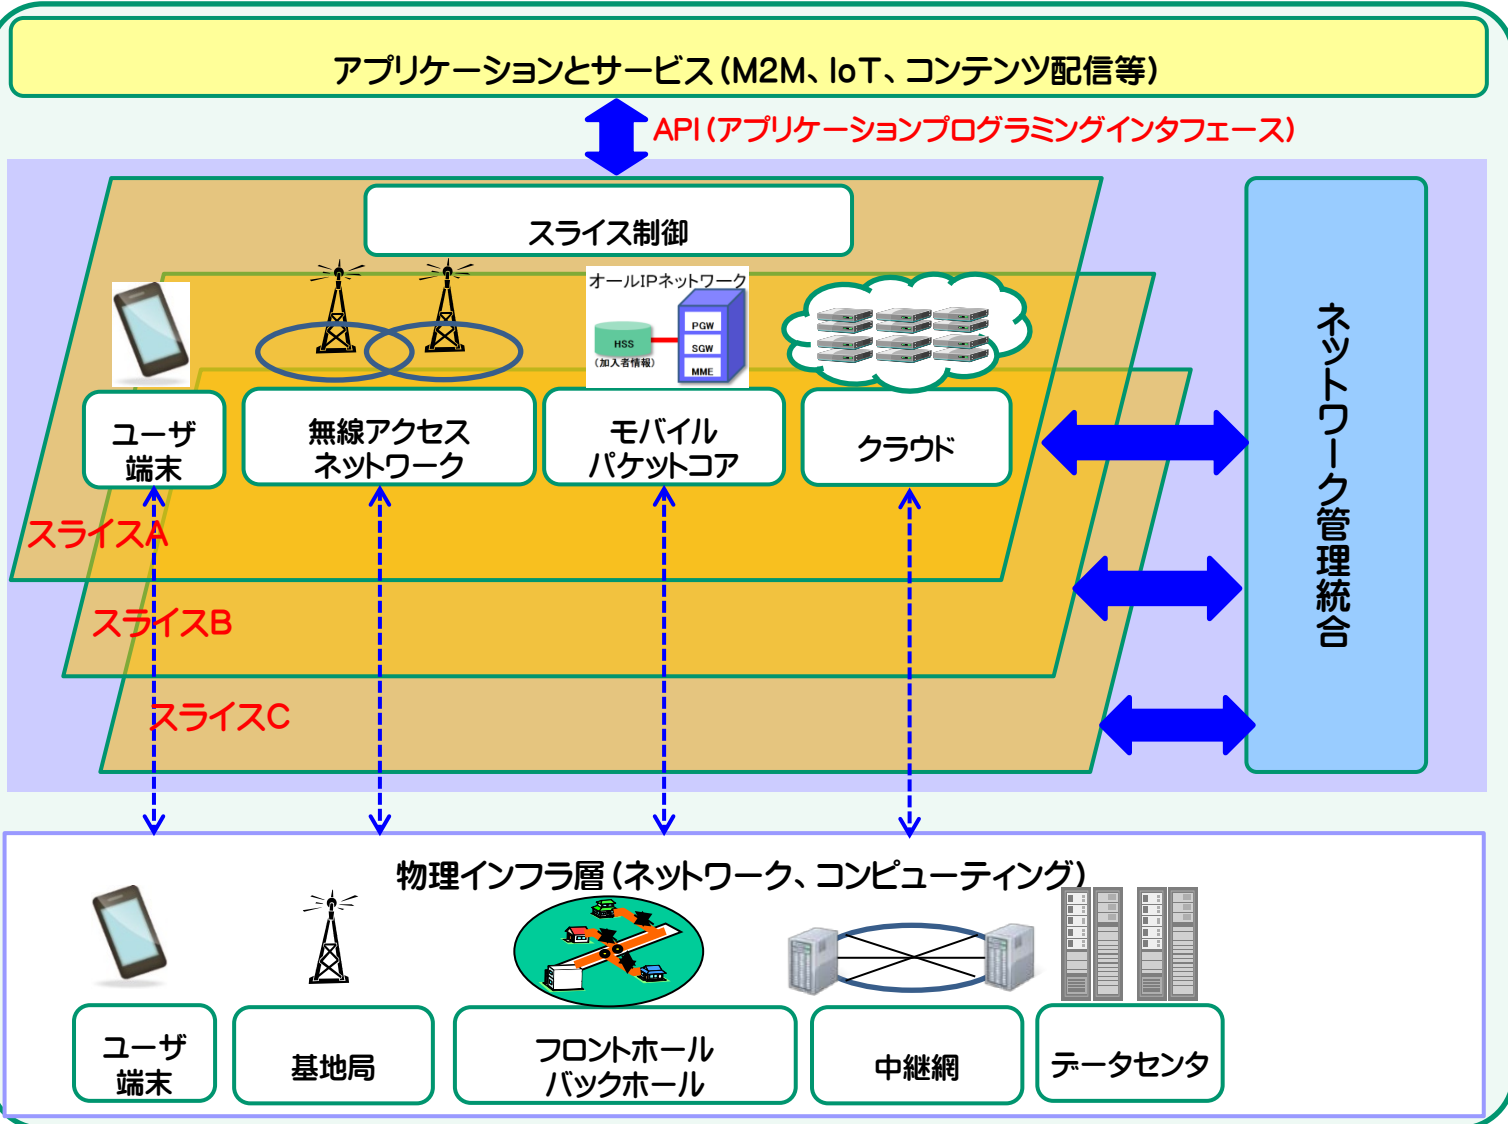 アプリケーションとサービス(M2M、IoT、コンテンツ配信等)
API(アプリケーションプログラミングインタフェース)
スライス制御
オールIPネットワーク
HSS
(加入者情報)
PGW
SGW
MME
ユーザ
端末
無線アクセス
ネットワーク
モバイル
パケットコア
クラウド
スライスA
スライスB
スライスC
ネットワーク管理統合
物理インフラ層(ネットワーク、コンピューティング)
ユーザ
端末
基地局
フロントホール
バックホール
中継網
データセンタ